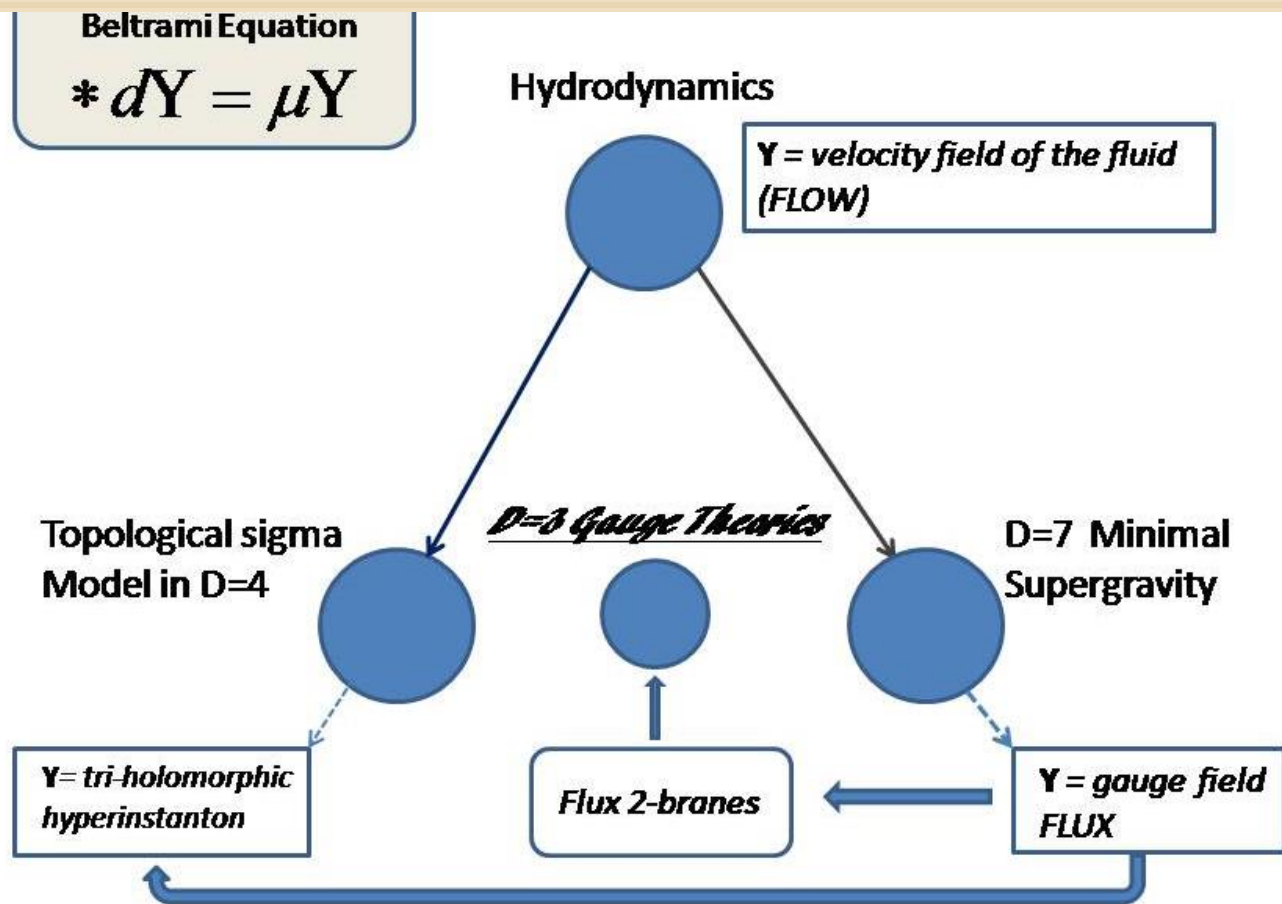 Beltrami Equation
* dY = μY
Hydrodynamics
Y = velocity field of the fluid
(FLOW)
Topological sigma
Model in D=4
D=3 Gauge Theories
D=7 Minimal
Supergravity
Y= tri-holomorphic
hyperinstanton
Flux 2-branes
Y = gauge field
FLUX